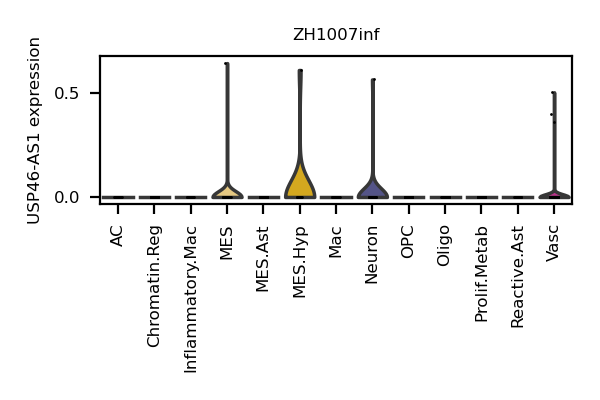 ZH1007inf
USP46-AS1 expression
0.5
0.0
AC
Chromatin.Reg
Inflammatory.Mac
MES
MES.Ast
MES.Hyp
Mac
Neuron
OPC
Oligo
Prolif.Metab
Reactive.Ast
Vasc